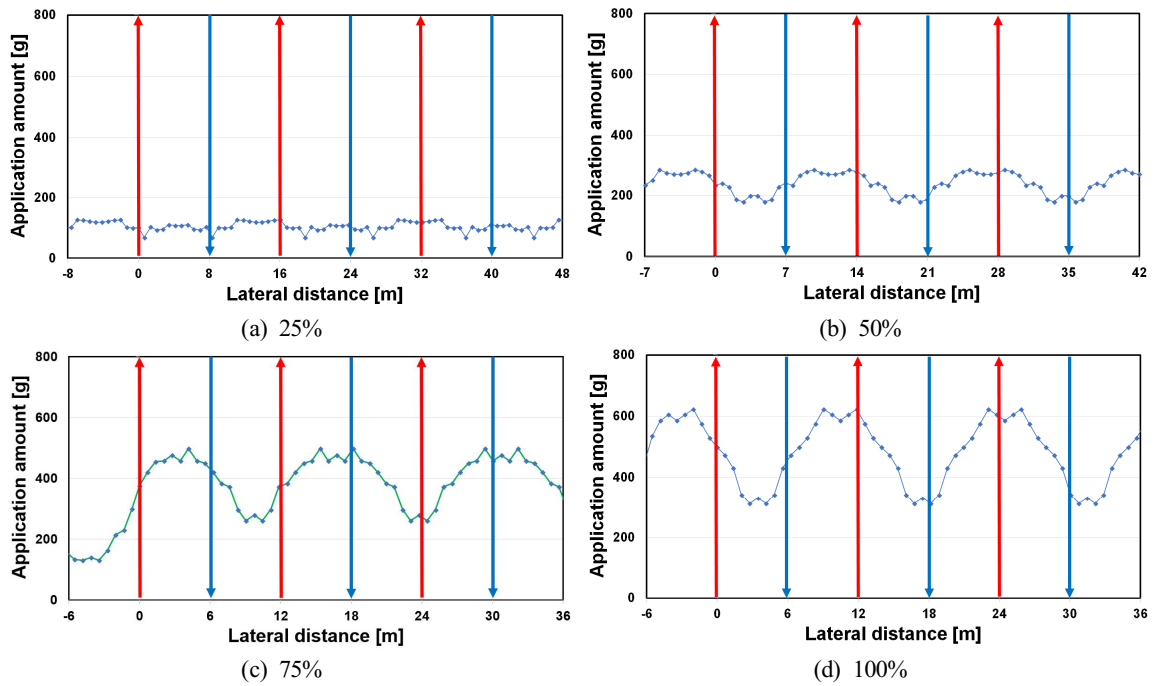 Application amount [g]
800
600
400
200
0
-8 0 8 16 24 32 40 48
Lateral distance [m]
(a) 25%
Application amount [g]
800
600
400
200
0
-7 0 7 14 21 28 35 42
Lateral distance [m]
(b) 50%
Application amount [g]
800
600
400
200
0
-6 0 6 12 18 24 30 36
Lateral distance [m]
(c) 75%
Application amount [g]
800
600
400
200
0
-6 0 6 12 18 24 30 36
Lateral distance [m]
(d) 100%